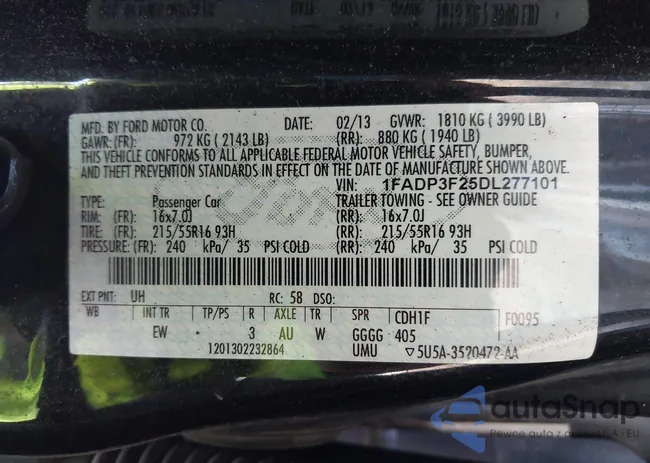 MFD. BY FORD MOTOR CO. DATE: 02/13 GVWR: 1810 KG ( 3990 LB)
GAWR: (FR): 972 KG ( 2143 LB) (RR): 880 KG ( 1940 LB)
THIS VEHICLE CONFORMS TO ALL APPLICABLE FEDERAL MOTOR VEHICLE SAFETY, BUMPER,
AND THEFT PREVENTION STANDARDS IN EFFECT ON THE DATE OF MANUFACTURE SHOWN ABOVE.
VIN: 1FADP3F25DL277101
TYPE: Passenger Car TRAILER TOWING - SEE OWNER GUIDE
RIM: (FR): 16x7.0J (RR): 16x7.0J
TIRE: (FR): 215/55R16 93H (RR): 215/55R16 93H
PRESSURE: (FR): 240 kPa/ 35 PSI COLD (RR): 240 kPa/ 35 PSI COLD
EXT PNT: UH RC: 58 DSO:
WB INT TR TP/PS R AXLE TR SPR CDH1F F0095
EW * 3 AU W GGGG 405
1201302232864 UMU ▽5U5A-3520472-AA
autoSnap
Pewne auto z